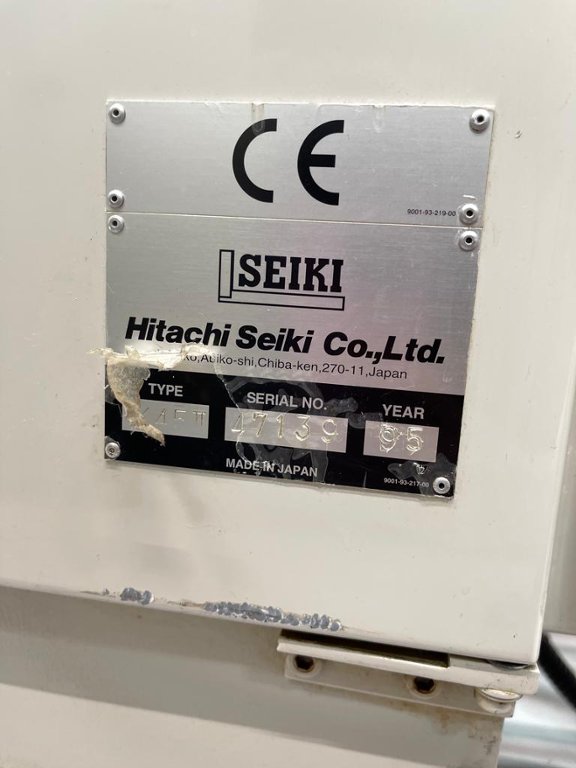 CE
9001-93-219-00
SEIKI
Hitachi Seiki Co.,Ltd.
Abiko-shi,Chiba-ken,270-11,Japan
TYPE SERIAL NO. YEAR
47139 95
MADE IN JAPAN
9001-93-217-00